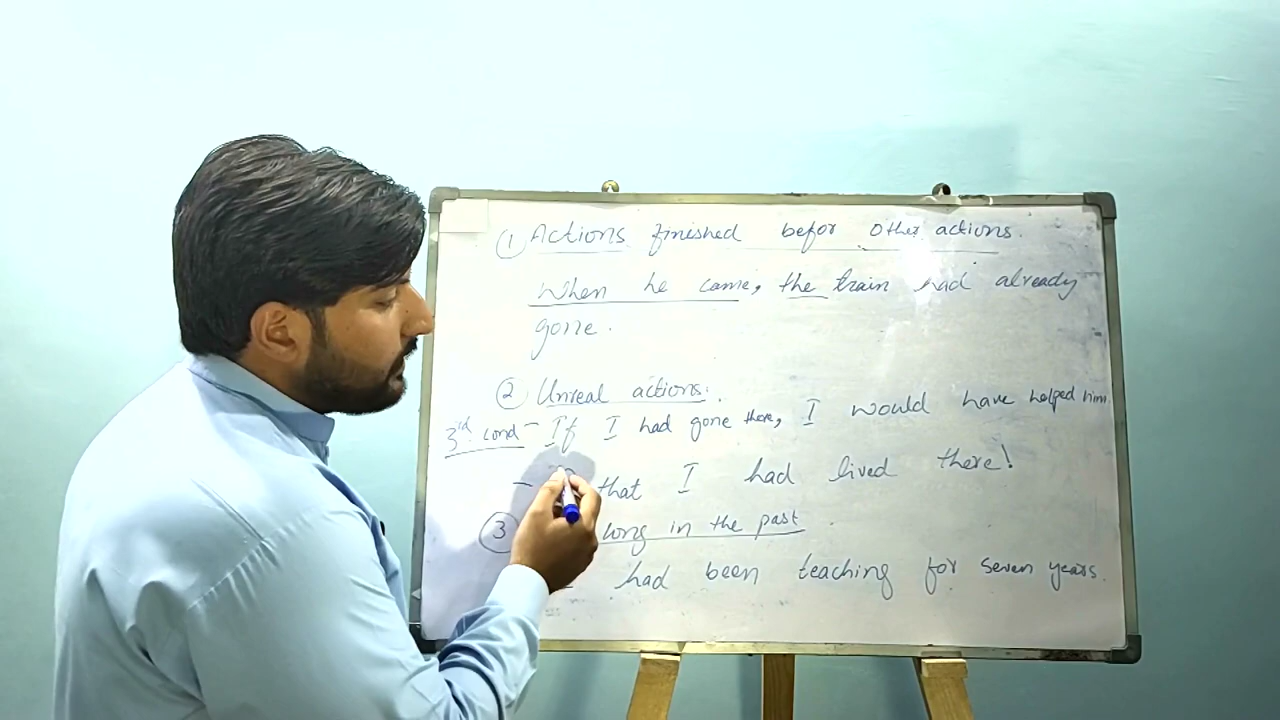 ① Actions finished befor other actions.
When he came, the train had already
gone.
② Unreal actions:
3rd cond - If I had gone there, I would have helped him.
- that I had lived there!
③ long in the past
had been teaching for seven years.